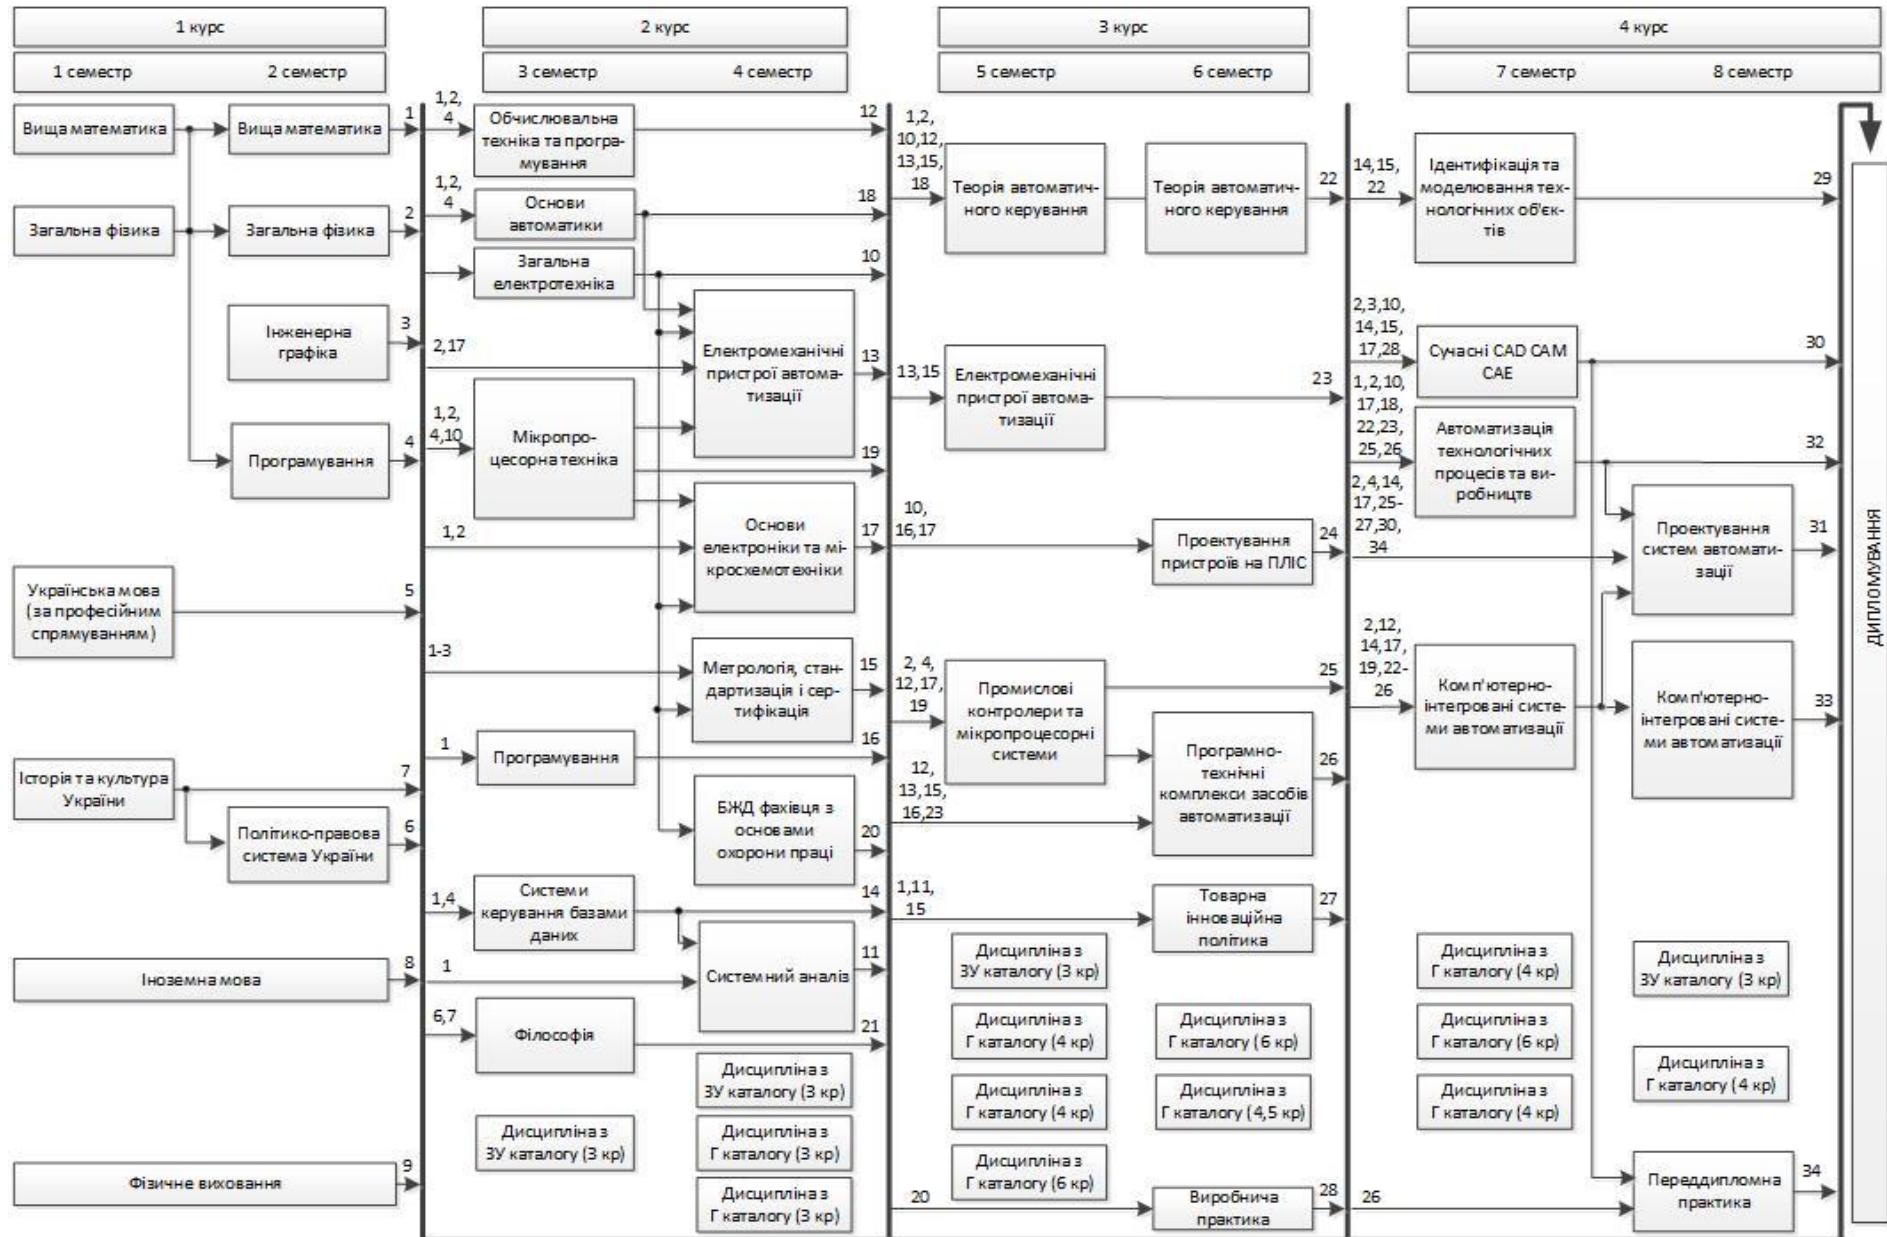 1 курс
2 курс
3 курс
4 курс
1 семестр
2 семестр
3 семестр
4 семестр
5 семестр
6 семестр
7 семестр
8 семестр
Вища математика
Вища математика
1
Загальна фізика
Загальна фізика
2
Інженерна
графіка
3
Програмування
4
Українська мова
(за професійним
спрямуванням)
5
Історія та культура
України
7
Політико-правова
система України
6
Іноземна мова
8
Фізичне виховання
9
1,2,
4
Обчислювальна
техніка та програ-
мування
12
1,2,
4
Основи
автоматики
18
Загальна
електротехніка
10
2,17
Електромеханічні
пристрої автома-
тизації
13
1,2,
4,10
Мікропро-
цесорна техніка
19
1,2
Основи
електроніки та мі-
кросхемотехніки
17
1-3
Метрологія, стан-
дартизація і сер-
тифікація
15
1
Програмування
16
БЖД фахівця з
основами
охорони праці
20
1,4
Системи
керування базами
даних
14
1
Системний аналіз
11
6,7
Філософія
21
Дисципліна з
ЗУ каталогу (3 кр)
Дисципліна з
ЗУ каталогу (3 кр)
Дисципліна з
Г каталогу (3 кр)
Дисципліна з
Г каталогу (3 кр)
1,2,
10,12,
13,15,
18
Теорія автоматич-
ного керування
Теорія автоматич-
ного керування
22
13,15
Електромеханічні
пристрої автома-
тизації
23
10,
16,17
Проектування
пристроїв на ПЛІС
24
2, 4,
12,17,
19
Промислові
контролери та
мікропроцесорні
системи
25
12,
13,15,
16,23
Програмно-
технічні
комплекси засобів
автоматизації
26
1,11,
15
Товарна
інноваційна
політика
27
Дисципліна з
ЗУ каталогу (3 кр)
Дисципліна з
Г каталогу (4 кр)
Дисципліна з
Г каталогу (6 кр)
Дисципліна з
Г каталогу (4 кр)
Дисципліна з
Г каталогу (4,5 кр)
Дисципліна з
Г каталогу (6 кр)
20
Виробнича
практика
28
14,15,
22
Ідентифікація та
моделювання тех-
нологічних об'єк-
тів
29
2,3,10,
14,15,
17,28
Сучасні CAD CAM
CAE
30
1,2,10,
17,18,
22,23,
25,26
Автоматизація
технологічних
процесів та ви-
робництв
32
2,4,14,
17,25-
27,30,
34
Проектування
систем автомати-
зації
31
2,12,
14,17,
19,22-
26
Комп'ютерно-
інтегровані систе-
ми автоматизації
Комп'ютерно-
інтегровані систе-
ми автоматизації
33
Дисципліна з
Г каталогу (4 кр)
Дисципліна з
ЗУ каталогу (3 кр)
Дисципліна з
Г каталогу (6 кр)
Дисципліна з
Г каталогу (4 кр)
Дисципліна з
Г каталогу (4 кр)
26
Переддипломна
практика
34
ДИПЛОМУВАННЯ